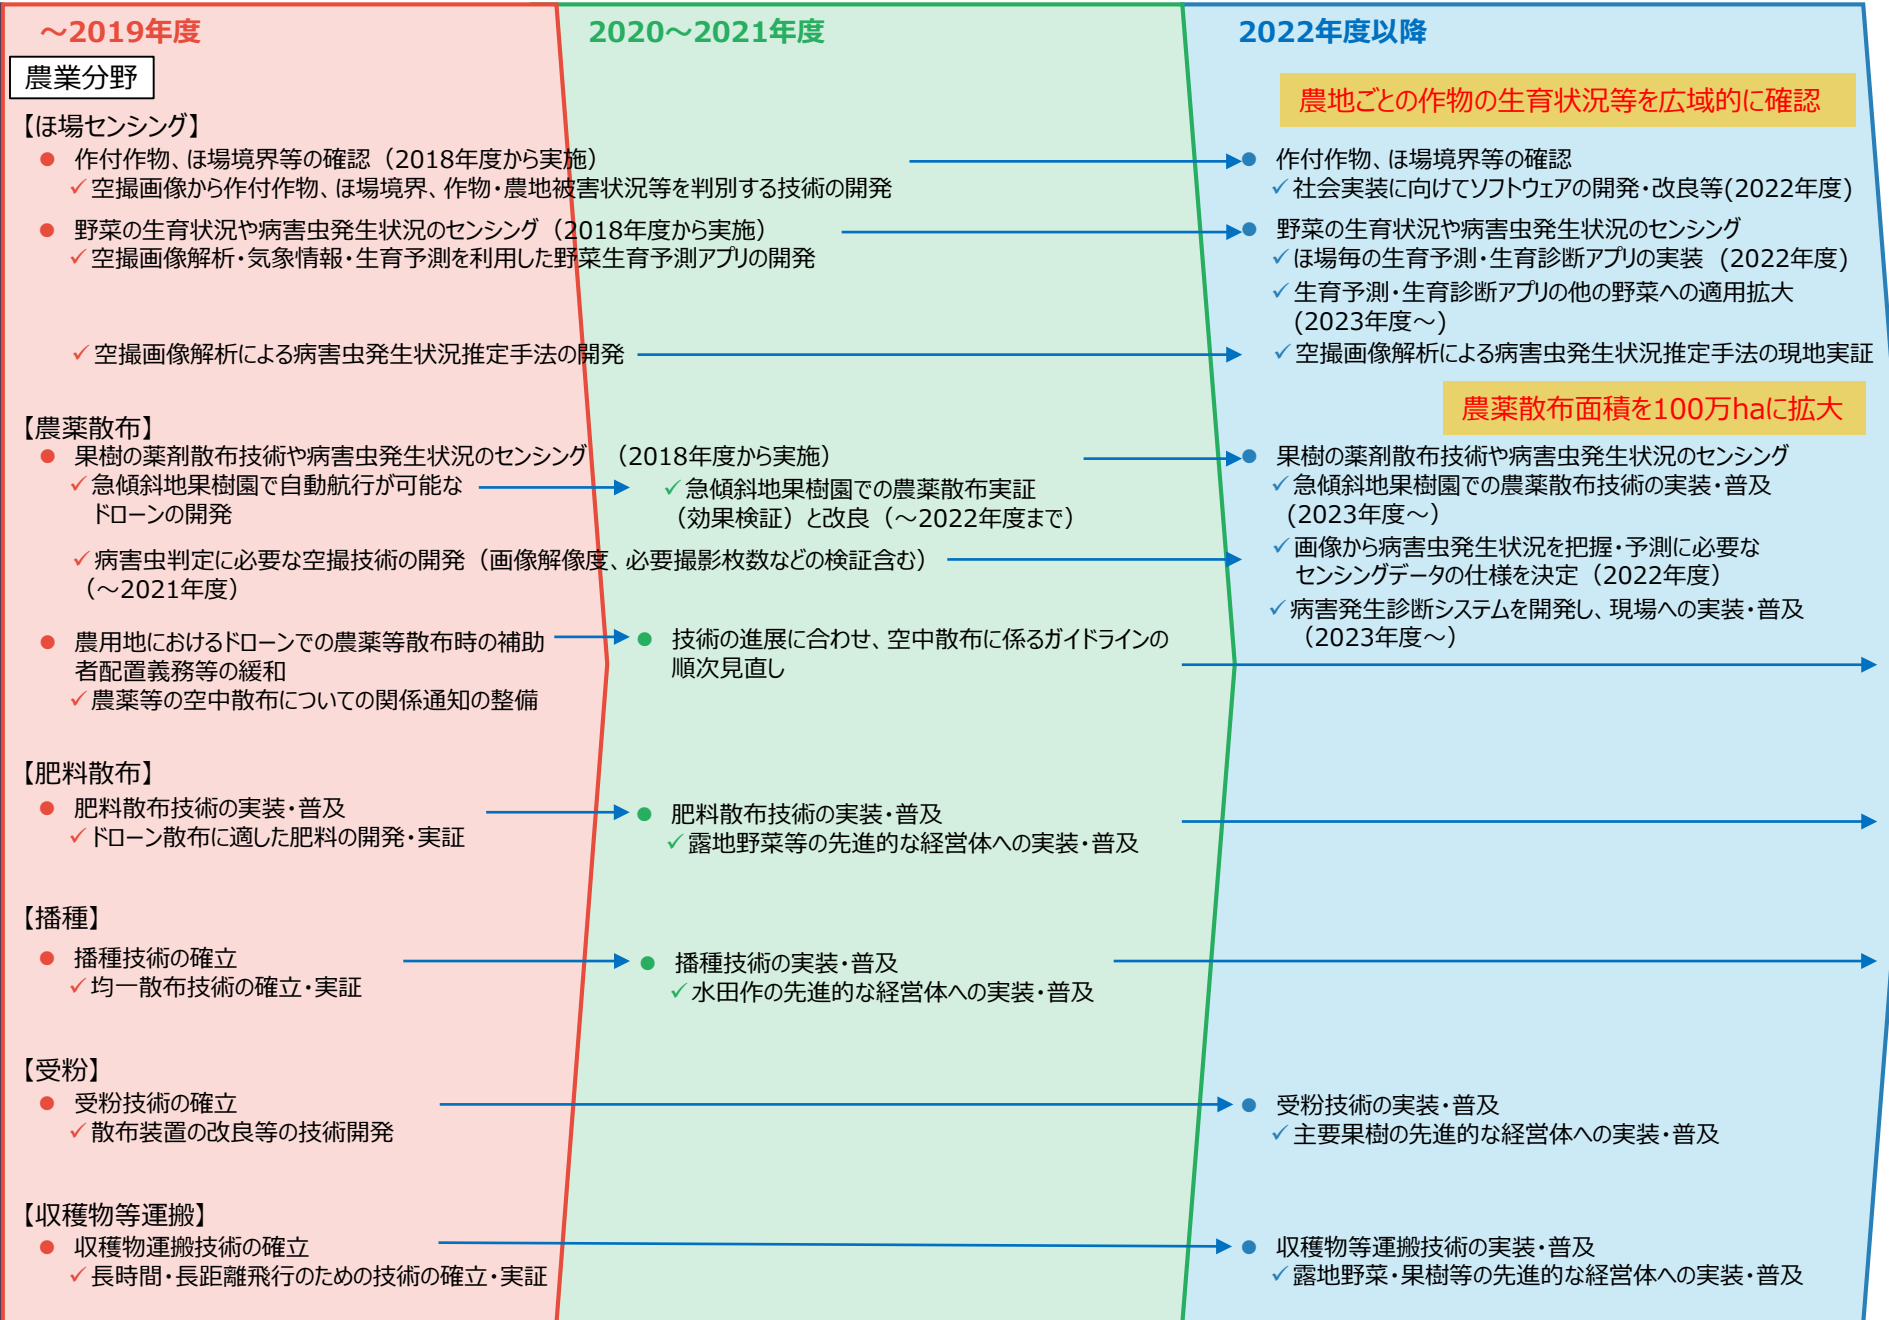 ～2019年度
2020～2021年度
2022年度以降
農業分野
農地ごとの作物の生育状況等を広域的に確認
【ほ場センシング】
● 作付作物、ほ場境界等の確認（2018年度から実施）
✓空撮画像から作付作物、ほ場境界、作物・農地被害状況等を判別する技術の開発
● 作付作物、ほ場境界等の確認
✓社会実装に向けてソフトウェアの開発・改良等(2022年度)
● 野菜の生育状況や病害虫発生状況のセンシング（2018年度から実施）
✓空撮画像解析・気象情報・生育予測を利用した野菜生育予測アプリの開発
● 野菜の生育状況や病害虫発生状況のセンシング
✓ほ場毎の生育予測・生育診断アプリの実装 (2022年度)
✓生育予測・生育診断アプリの他の野菜への適用拡大
(2023年度～)
✓空撮画像解析による病害虫発生状況推定手法の開発
✓空撮画像解析による病害虫発生状況推定手法の現地実証
農薬散布面積を100万haに拡大
【農薬散布】
● 果樹の薬剤散布技術や病害虫発生状況のセンシング （2018年度から実施）
✓急傾斜地果樹園で自動航行が可能な
ドローンの開発
✓急傾斜地果樹園での農薬散布実証
（効果検証）と改良（～2022年度まで）
● 果樹の薬剤散布技術や病害虫発生状況のセンシング
✓急傾斜地果樹園での農薬散布技術の実装・普及
(2023年度～）
✓病害虫判定に必要な空撮技術の開発（画像解像度、必要撮影枚数などの検証含む）
（～2021年度）
✓画像から病害虫発生状況を把握・予測に必要な
センシングデータの仕様を決定（2022年度）
✓病害発生診断システムを開発し、現場への実装・普及
（2023年度～）
● 農用地におけるドローンでの農薬等散布時の補助
者配置義務等の緩和
✓農薬等の空中散布についての関係通知の整備
● 技術の進展に合わせ、空中散布に係るガイドラインの
順次見直し
【肥料散布】
● 肥料散布技術の実装・普及
✓ドローン散布に適した肥料の開発・実証
● 肥料散布技術の実装・普及
✓露地野菜等の先進的な経営体への実装・普及
【播種】
● 播種技術の確立
✓均一散布技術の確立・実証
● 播種技術の実装・普及
✓水田作の先進的な経営体への実装・普及
【受粉】
● 受粉技術の確立
✓散布装置の改良等の技術開発
● 受粉技術の実装・普及
✓主要果樹の先進的な経営体への実装・普及
【収穫物等運搬】
● 収穫物運搬技術の確立
✓長時間・長距離飛行のための技術の確立・実証
● 収穫物等運搬技術の実装・普及
✓露地野菜・果樹等の先進的な経営体への実装・普及